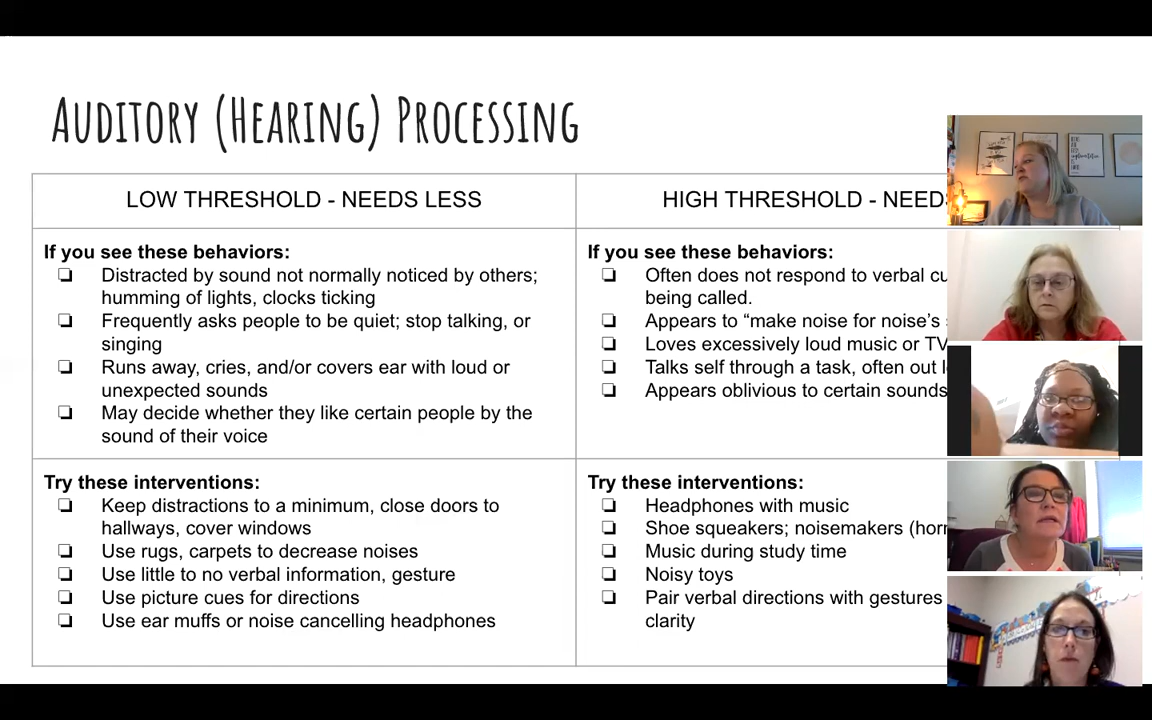 Auditory (Hearing) Processing
LOW THRESHOLD - NEEDS LESS
HIGH THRESHOLD - NEEDS
If you see these behaviors:
❏ Distracted by sound not normally noticed by others;
humming of lights, clocks ticking
❏ Frequently asks people to be quiet; stop talking, or
singing
❏ Runs away, cries, and/or covers ear with loud or
unexpected sounds
❏ May decide whether they like certain people by the
sound of their voice
If you see these behaviors:
❏ Often does not respond to verbal
being called.
❏ Appears to “make noise for noise’s
❏ Loves excessively loud music or TV
❏ Talks self through a task, often out
❏ Appears oblivious to certain sounds
Try these interventions:
❏ Keep distractions to a minimum, close doors to
hallways, cover windows
❏ Use rugs, carpets to decrease noises
❏ Use little to no verbal information, gesture
❏ Use picture cues for directions
❏ Use ear muffs or noise cancelling headphones
Try these interventions:
❏ Headphones with music
❏ Shoe squeakers; noisemakers
❏ Music during study time
❏ Noisy toys
❏ Pair verbal directions with gestures
clarity